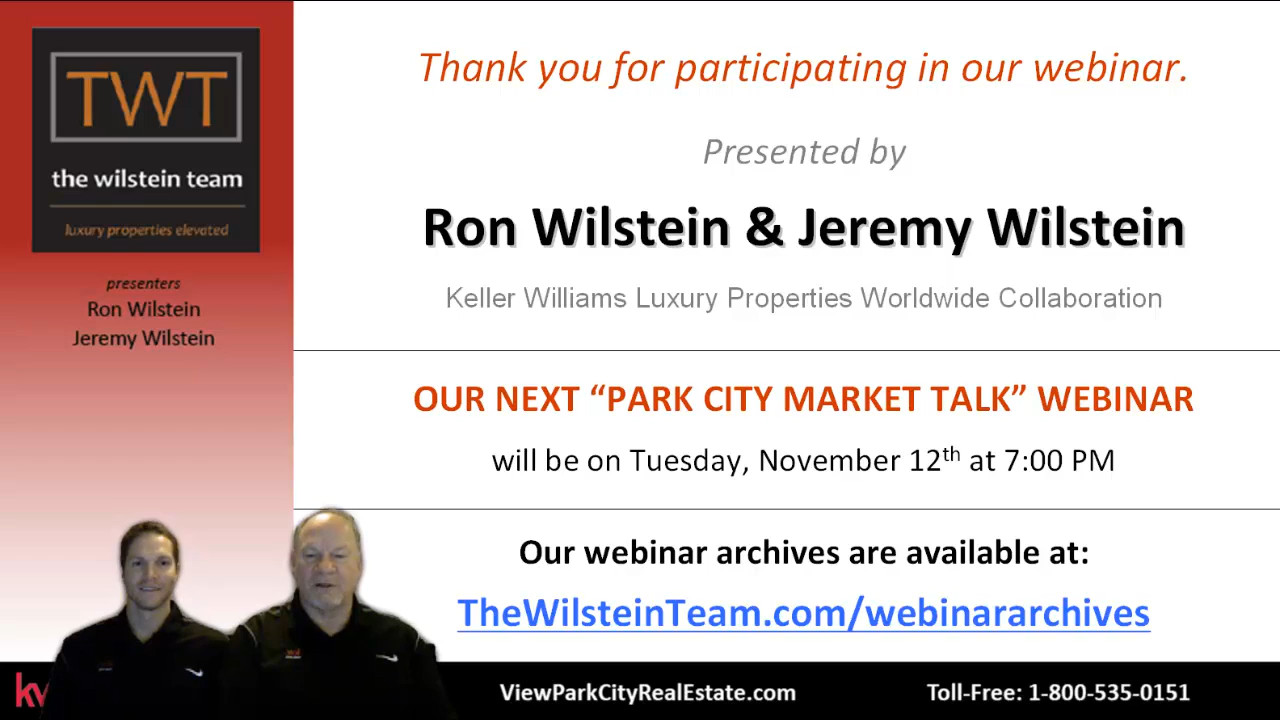 TWT
the wilstein team
luxury properties elevated
presenters
Ron Wilstein
Jeremy Wilstein
Thank you for participating in our webinar.
Presented by
Ron Wilstein & Jeremy Wilstein
Keller Williams Luxury Properties Worldwide Collaboration
OUR NEXT “PARK CITY MARKET TALK” WEBINAR
will be on Tuesday, November 12th at 7:00 PM
Our webinar archives are available at:
TheWilsteinTeam.com/webinararchives
kw
ViewParkCityRealEstate.com
Toll-Free: 1-800-535-0151